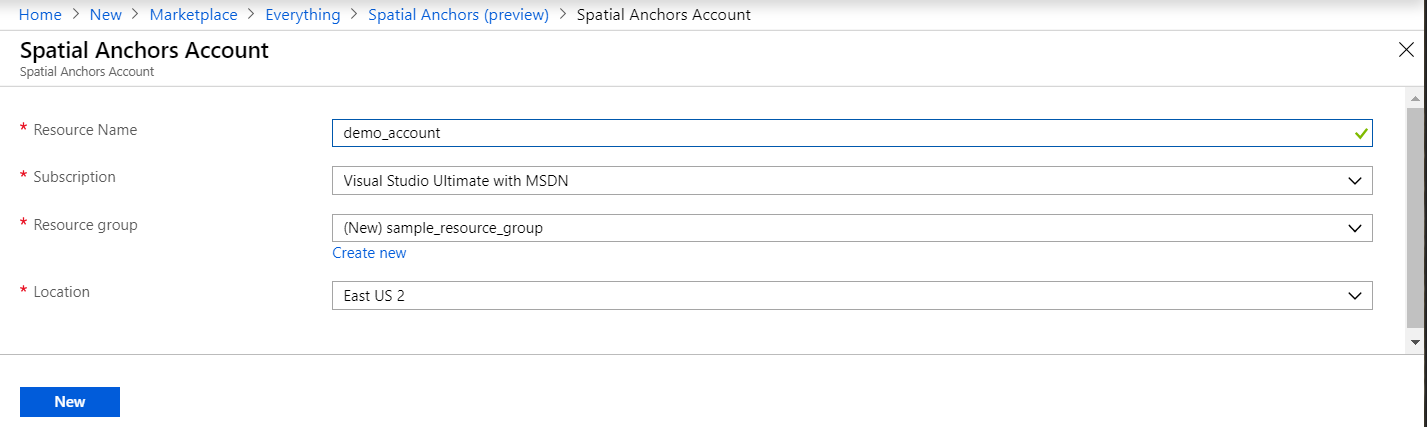 Home > New > Marketplace > Everything > Spatial Anchors (preview) > Spatial Anchors Account
Spatial Anchors Account
Spatial Anchors Account
* Resource Name
demo_account
* Subscription
Visual Studio Ultimate with MSDN
* Resource group
(New) sample_resource_group
Create new
* Location
East US 2
New